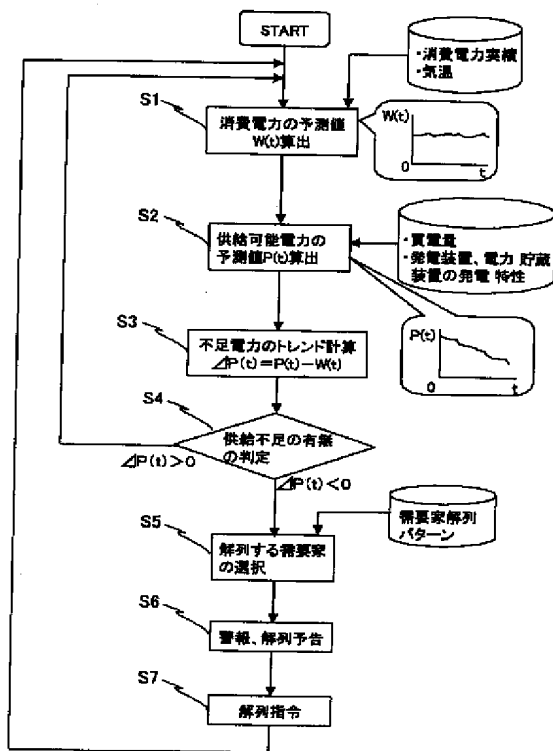 START
・消費電力実績
・気温
S1
消費電力の予測値
W(t)算出
W(t)
0
t
S2
供給可能電力の
予測値P(t)算出
・買電量
・発電装置、電力 貯蔵
装置の発電 特性
S3
不足電力のトレンド計算
⊿P(t)=P(t)-W(t)
P(t)
0
t
S4
供給不足の有無
の判定
⊿P(t)>0
⊿P(t)<0
S5
解列する需要家
の選択
需要家解列
パターン
S6
警報、解列予告
S7
解列指令